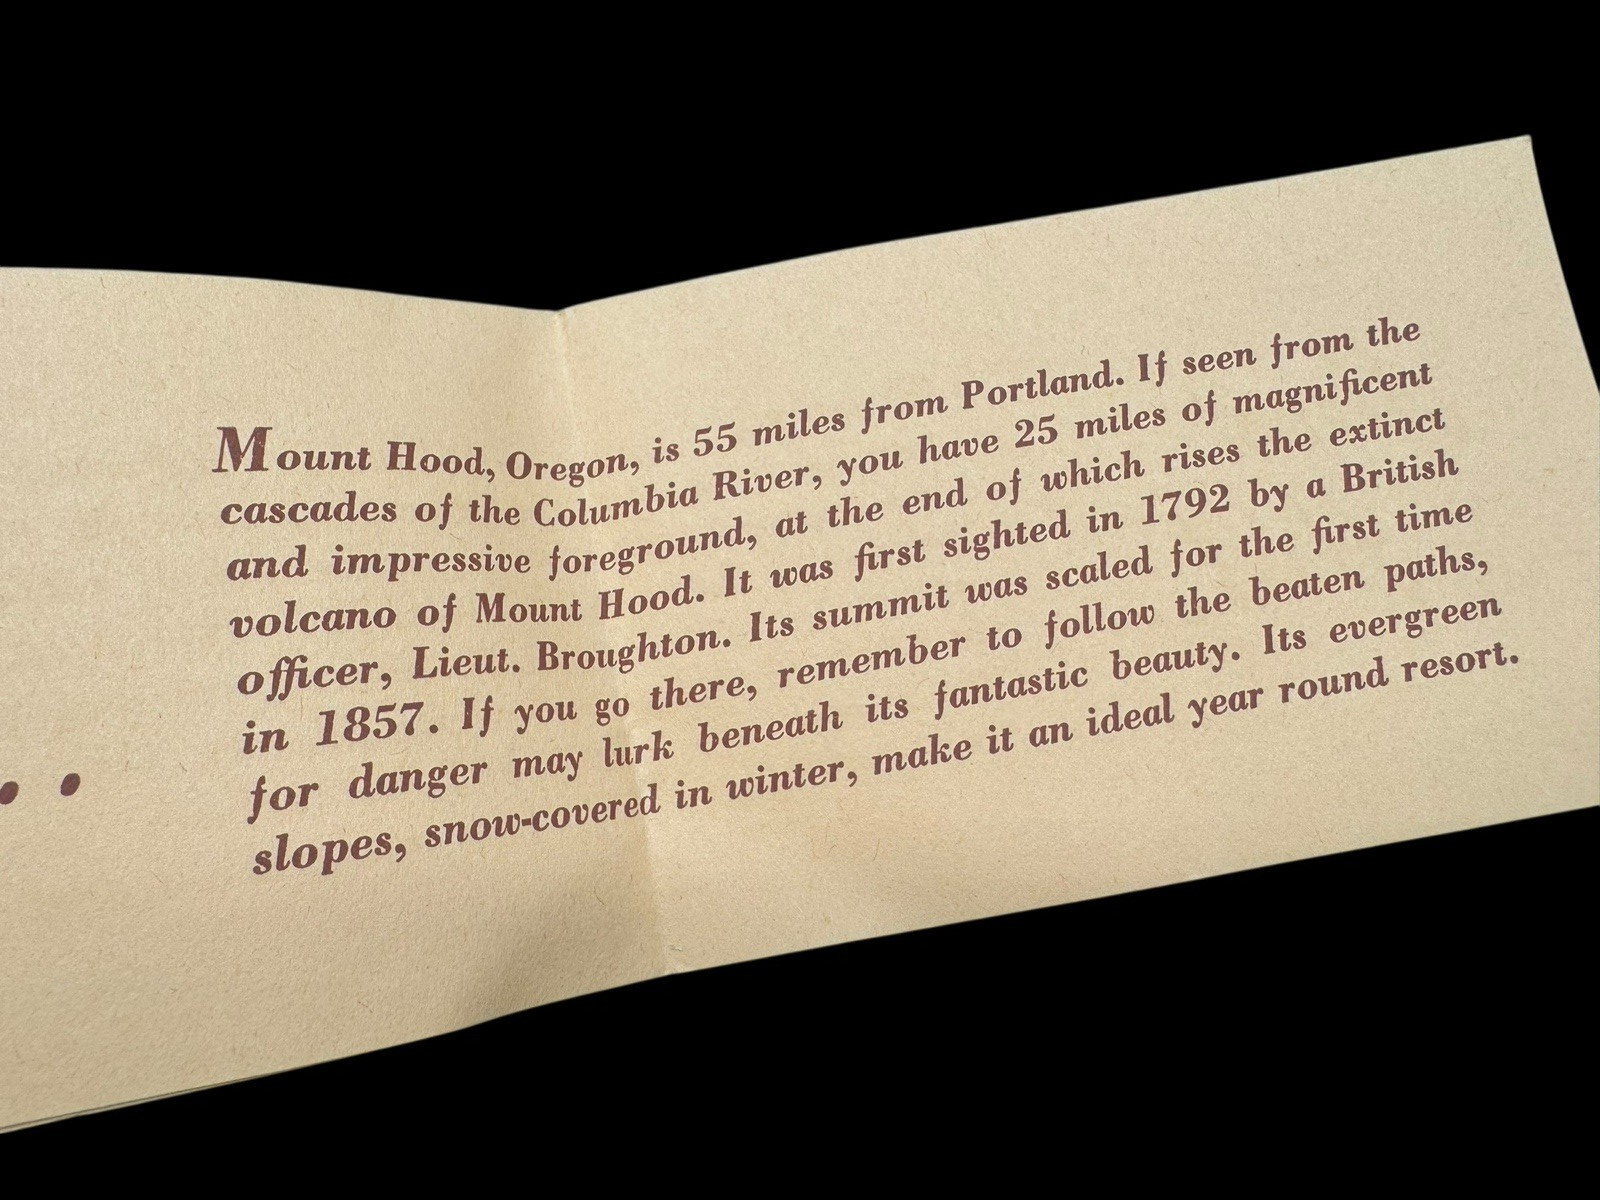 Mount Hood, Oregon, is 55 miles from Portland. If seen from the
cascades of the Columbia River, you have 25 miles of magnificent
and impressive foreground, at the end of which rises the extinct
volcano of Mount Hood. It was first sighted in 1792 by a British
officer, Lieut. Broughton. Its summit was scaled for the first time
in 1857. If you go there, remember to follow the beaten paths,
for danger may lurk beneath its fantastic beauty. Its evergreen
slopes, snow-covered in winter, make it an ideal year round resort.